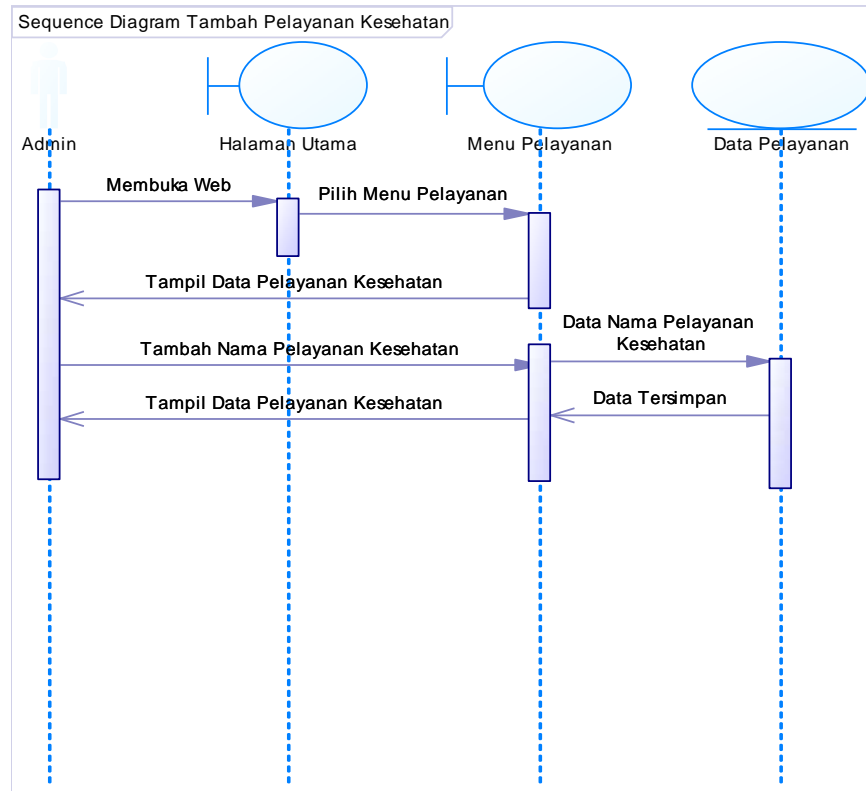 Sequence Diagram Tambah Pelayanan Kesehatan
Admin
Halaman Utama
Menu Pelayanan
Data Pelayanan
Membuka Web
Pilih Menu Pelayanan
Tampil Data Pelayanan Kesehatan
Data Nama Pelayanan
Kesehatan
Tambah Nama Pelayanan Kesehatan
Data Tersimpan
Tampil Data Pelayanan Kesehatan